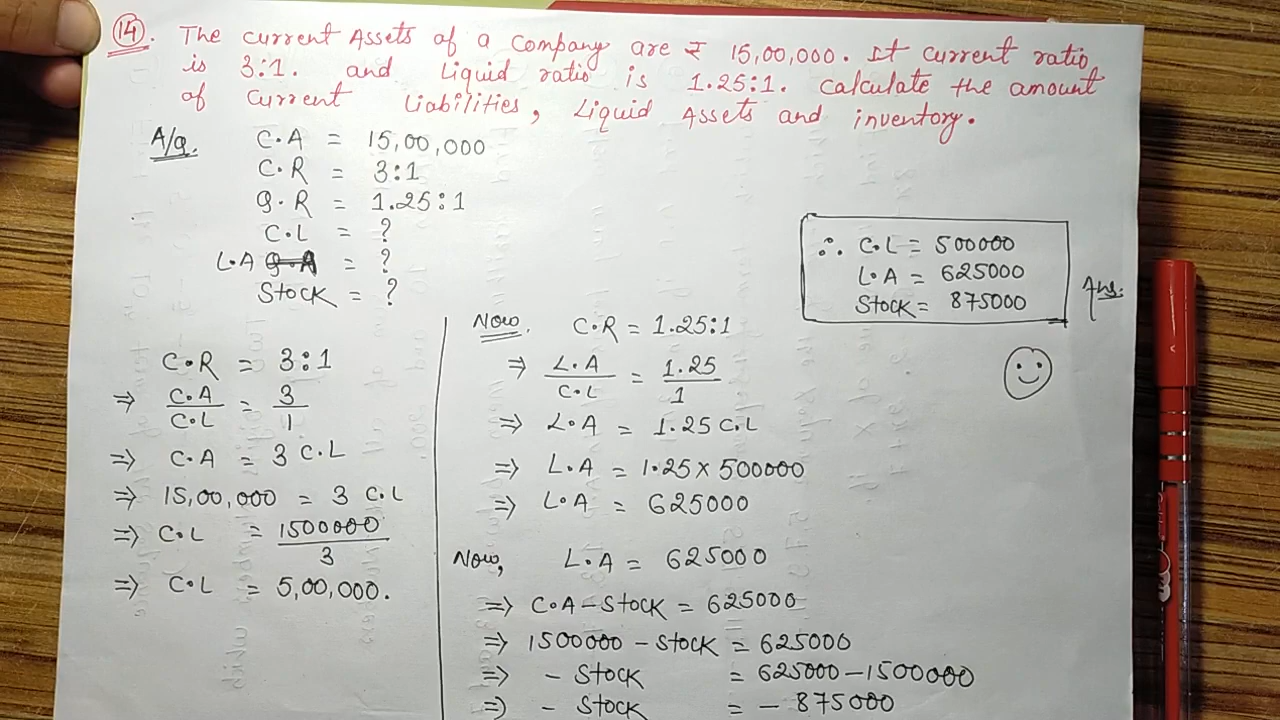 14. The current Assets of a company are ₹ 15,00,000. It current ratio
is 3:1. and Liquid ratio is 1.25:1. calculate the amount
of current Liabilities, Liquid Assets and inventory.
A/q. C.A = 15,00,000
C.R = 3:1
Q.R = 1.25:1
C.L = ?
L.A Q.A = ?
Stock = ?
∴ C.L = 500000
L.A = 625000
Stock = 875000
Ans.
C.R = 3:1
⇒ C.A/C.L = 3/1
⇒ C.A = 3 C.L
⇒ 15,00,000 = 3 C.L
⇒ C.L = 1500000/3
⇒ C.L = 5,00,000.
Now, C.R = 1.25:1
⇒ L.A/C.L = 1.25/1
⇒ L.A = 1.25 C.L
⇒ L.A = 1.25 × 500000
⇒ L.A = 625000
Now, L.A = 625000
⇒ C.A - Stock = 625000
⇒ 1500000 - Stock = 625000
⇒ - Stock = 625000 - 1500000
⇒ - Stock = - 875000